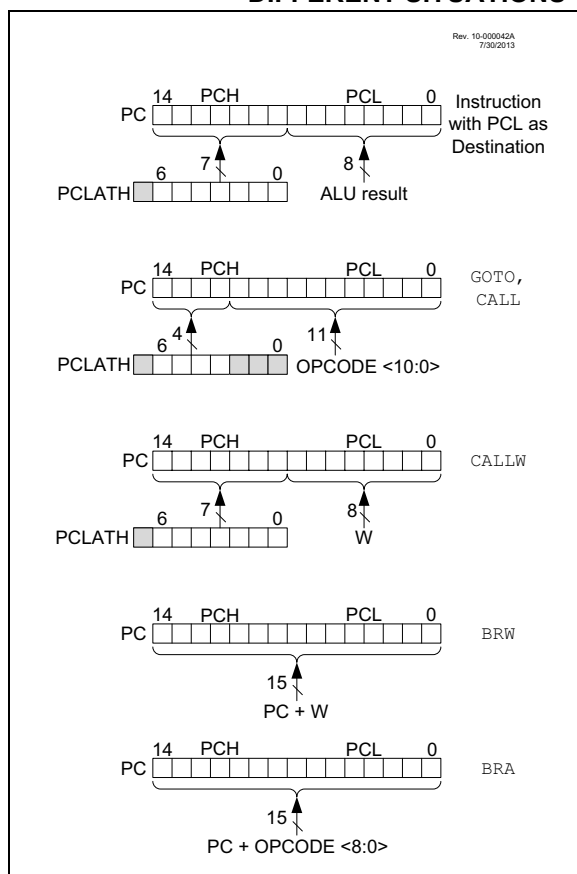 Rev. 10-000042A
7/30/2013
14 PCH PCL 0
PC
Instruction
with PCL as
Destination
7 8
6 0
PCLATH
ALU result
14 PCH PCL 0
PC
GOTO,
CALL
4 11
6 0
PCLATH
OPCODE <10:0>
14 PCH PCL 0
PC
CALLW
7 8
6 0
PCLATH
W
14 PCH PCL 0
PC
BRW
15
PC + W
14 PCH PCL 0
PC
BRA
15
PC + OPCODE <8:0>